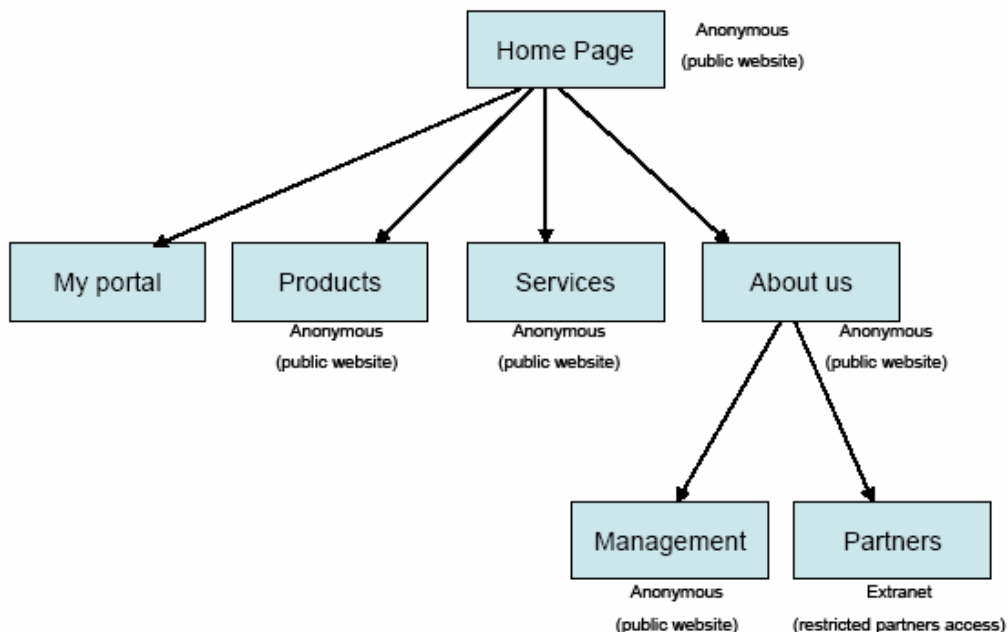 Home Page
Anonymous
(public website)
My portal
Products
Services
About us
Anonymous
(public website)
Anonymous
(public website)
Anonymous
(public website)
Management
Partners
Anonymous
(public website)
Extranet
(restricted partners access)